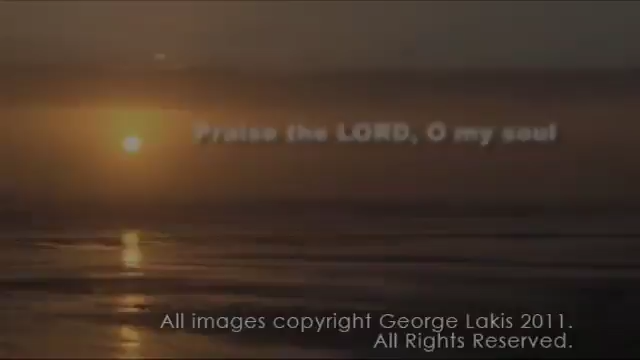 Praise the LORD, O my soul
All images copyright George Lakis 2011.
All Rights Reserved.